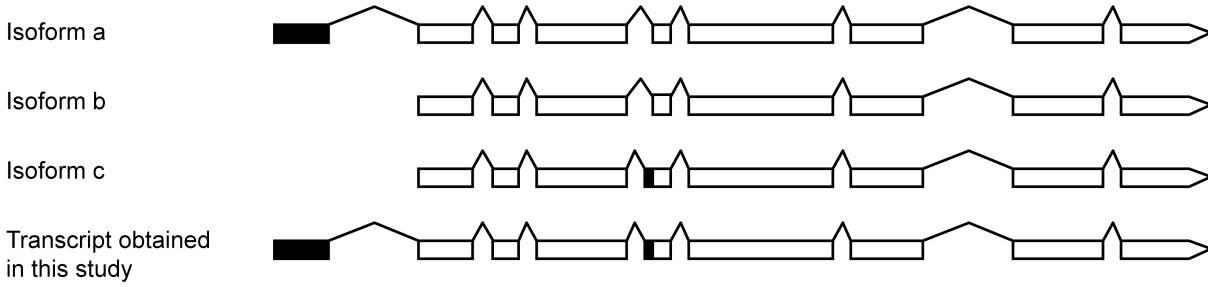 Isoform a
Isoform b
Isoform c
Transcript obtained
in this study